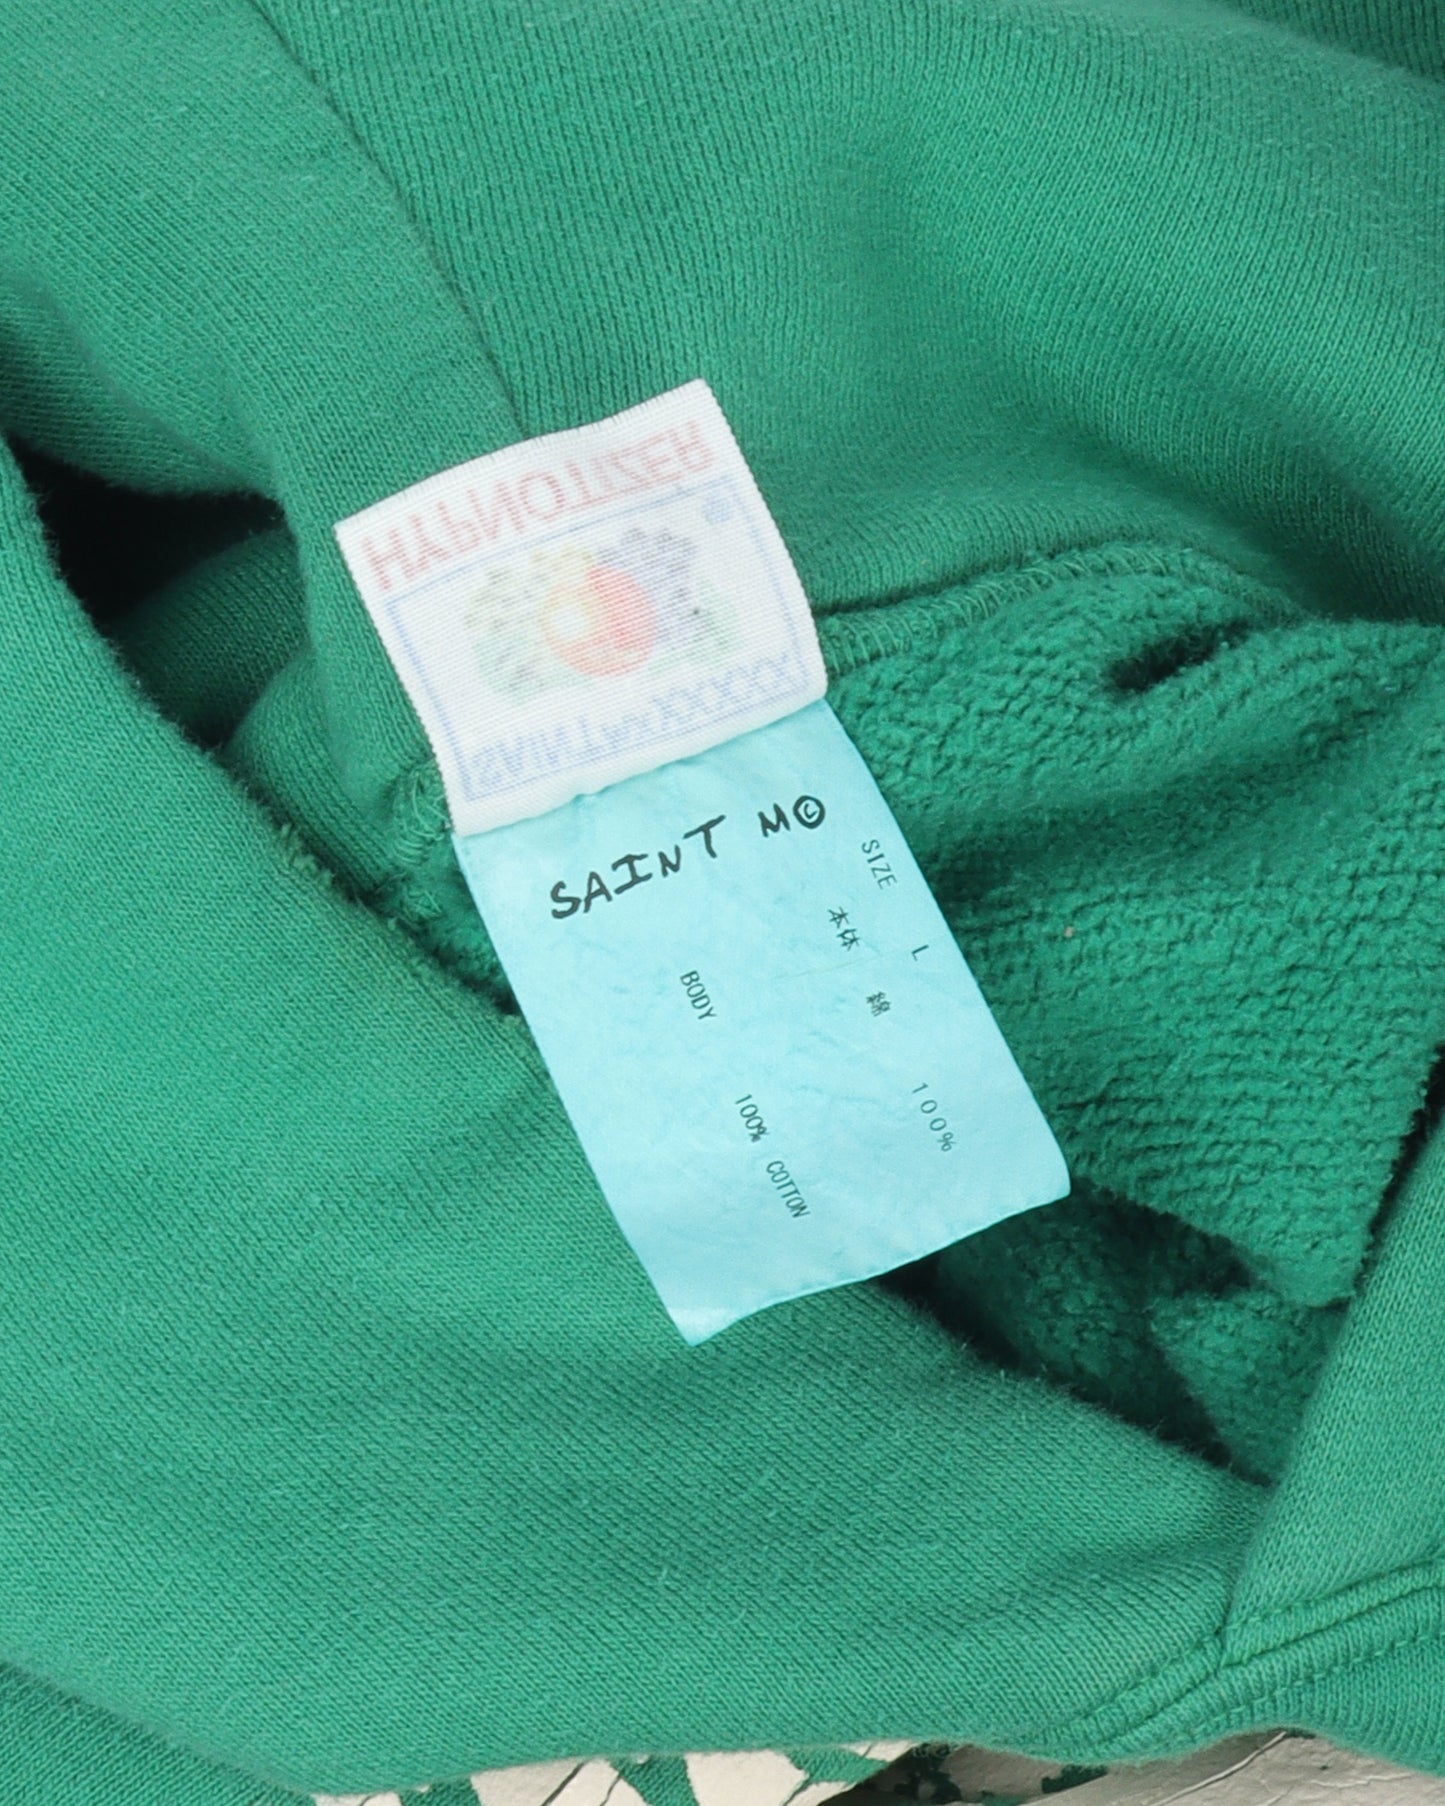 SAINT M©
SIZE L
本体 綿 100%
BODY 100% COTTON